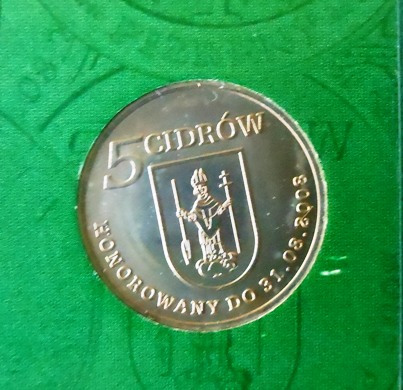 5 CIDRÓW
HONOROWANY DO 31.08.2008